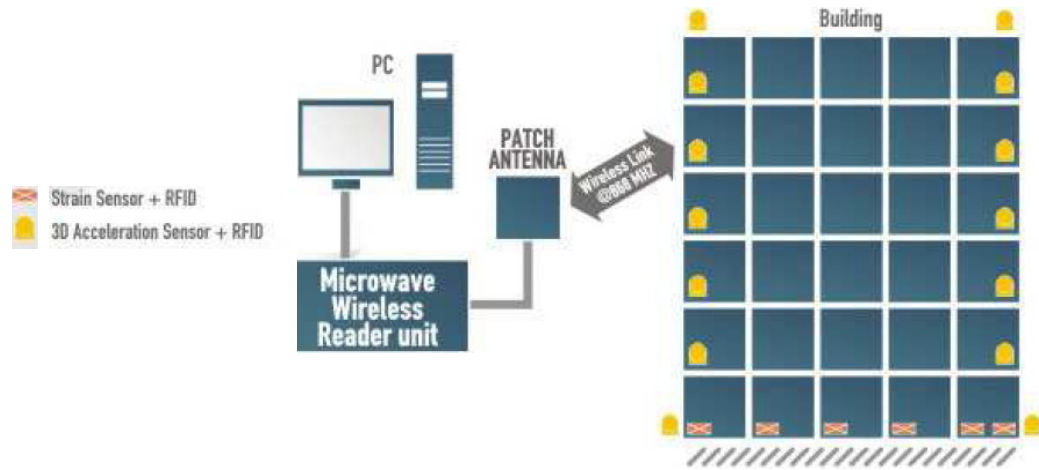 Building
PC
PATCH
ANTENNA
Wireless Link
@868 MHZ
Strain Sensor + RFID
3D Acceleration Sensor + RFID
Microwave
Wireless
Reader unit